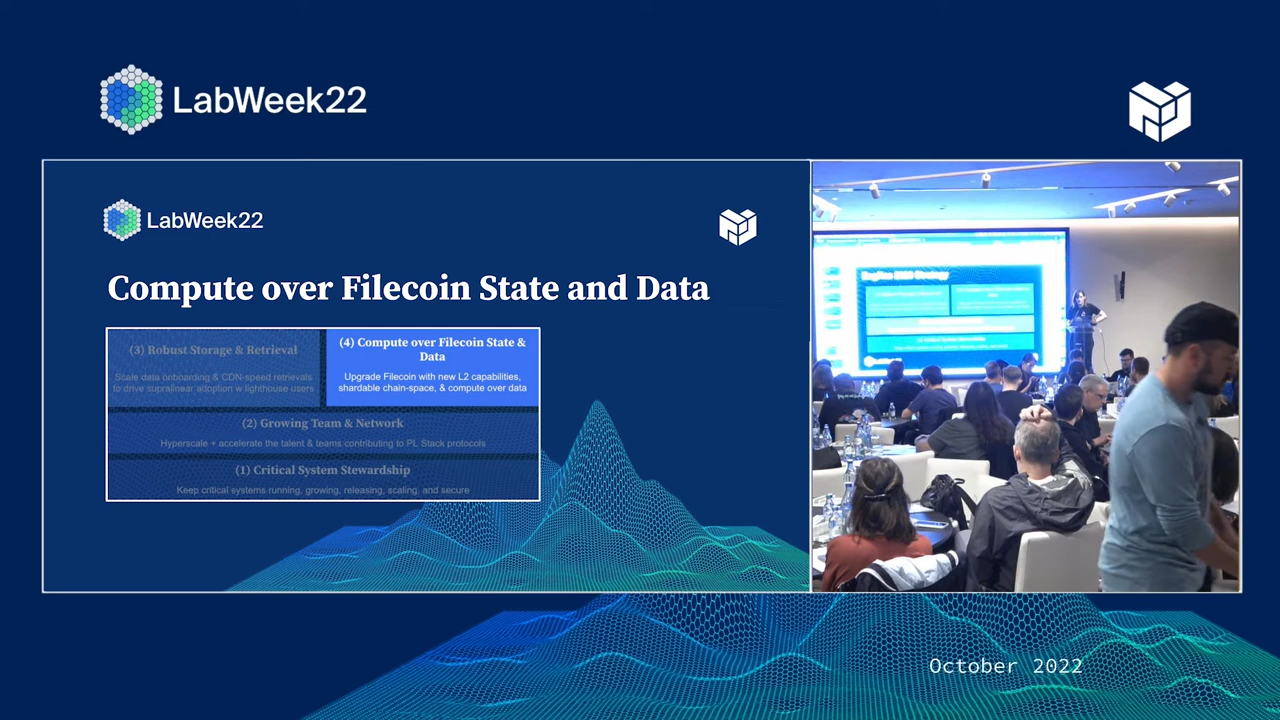 LabWeek22
LabWeek22
Compute over Filecoin State and Data
(3) Robust Storage & Retrieval
Scale data onboarding & CDN-speed retrievals
to drive supralinear adoption w lighthouse users
(4) Compute over Filecoin State &
Data
Upgrade Filecoin with new L2 capabilities,
shardable chain-space, & compute over data
(2) Growing Team & Network
Hyperscale + accelerate the talent & teams contributing to PL Stack protocols
(1) Critical System Stewardship
Keep critical systems running, growing, releasing, scaling, and secure
October 2022